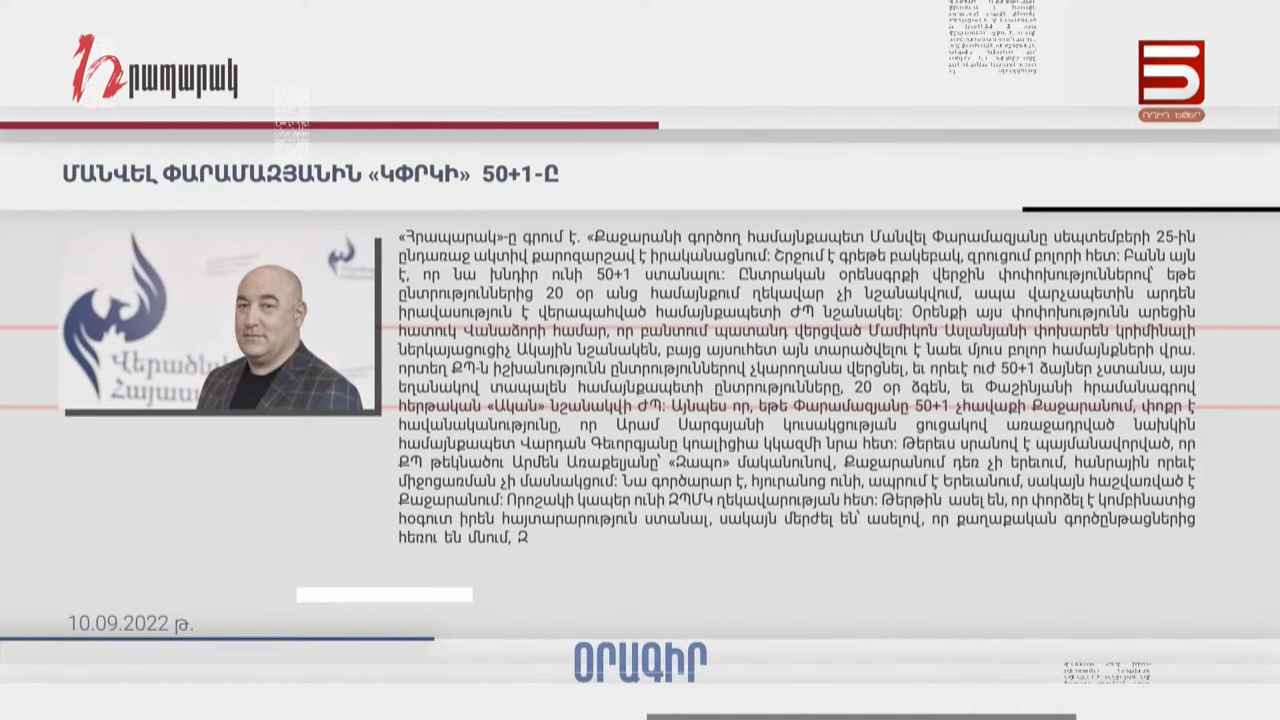 Հրապարակ
ՈՒՂԻՂ ԵԹԵՐ
ՄԱՆՎԵԼ ՓԱՐԱՄԱԶՅԱՆԻՆ «ԿՓՐԿԻ» 50+1-Ը
Վերածնվ
Հայաստ
«Հրապարակ»-ը գրում է. «Քաջարանի գործող համայնքապետ Մանվել Փարամազյանը սեպտեմբերի 25-ին
ընդառաջ ակտիվ քարոզարշավ է իրականացնում։ Շրջում է գրեթե բակեբակ, զրուցում բոլորի հետ։ Բանն այն
է, որ նա խնդիր ունի 50+1 ստանալու։ Ընտրական օրենսգրքի վերջին փոփոխություններով՝ եթե
ընտրություններից 20 օր անց համայնքում ղեկավար չի նշանակվում, ապա վարչապետին արդեն
իրավասություն է վերապահված համայնքապետի ԺՊ նշանակել։ Օրենքի այս փոփոխությունն արեցին
հատուկ Վանաձորի համար, որ բանտում պատանդ վերցված Մամիկոն Ասլանյանի փոխարեն կրիմինալի
ներկայացուցիչ Ակային նշանակեն, բայց այսուհետ այն տարածվելու է նաեւ մյուս բոլոր համայնքների վրա.
որտեղ ՔՊ-ն իշխանությունն ընտրություններով չկարողանա վերցնել, եւ որեւէ ուժ 50+1 ձայներ չստանա, այս
եղանակով տապալեն համայնքապետի ընտրությունները, 20 օր ձգեն, եւ Փաշինյանի հրամանագրով
հերթական «Ական» նշանակվի ԺՊ։ Այնպես որ, եթե Փարամազյանը 50+1 չհավաքի Քաջարանում, փոքր է
հավանականությունը, որ Արամ Սարգսյանի կուսակցության ցուցակով առաջադրված նախկին
համայնքապետ Վարդան Գեւորգյանը կոալիցիա կկազմի նրա հետ։ Թերեւս սրանով է պայմանավորված, որ
ՔՊ թեկնածու Արմեն Առաքելյանը՝ «Զապո» մականունով, Քաջարանում դեռ չի երեւում, հանրային որեւէ
միջոցառման չի մասնակցում։ Նա գործարար է, հյուրանոց ունի, ապրում է Երեւանում, սակայն հաշվառված է
Քաջարանում։ Որոշակի կապեր ունի ԶՊՄԿ ղեկավարության հետ։ Թերթին ասել են, որ փորձել է կոմբինատից
հօգուտ իրեն հայտարարություն ստանալ, սակայն մերժել են՝ ասելով, որ քաղաքական գործընթացներից
հեռու են մնում, Զ
10.09.2022 թ.
ՕՐԱԳԻՐ